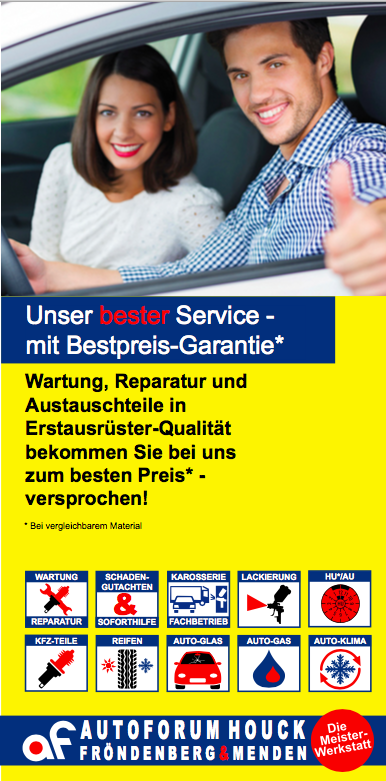 Unser bester Service -
mit Bestpreis-Garantie*
Wartung, Reparatur und
Austauschteile in
Erstausrüster-Qualität
bekommen Sie bei uns
zum besten Preis* -
versprochen!
* Bei vergleichbarem Material
WARTUNG
REPARATUR
SCHADEN-
GUTACHTEN
&
SOFORTHILFE
KAROSSERIE
FACHBETRIEB
LACKIERUNG
HU*/AU
KFZ-TEILE
REIFEN
AUTO-GLAS
AUTO-GAS
AUTO-KLIMA
AF AUTOFORUM HOUCK
FRÖNDENBERG & MENDEN
Die
Meister-
Werkstatt